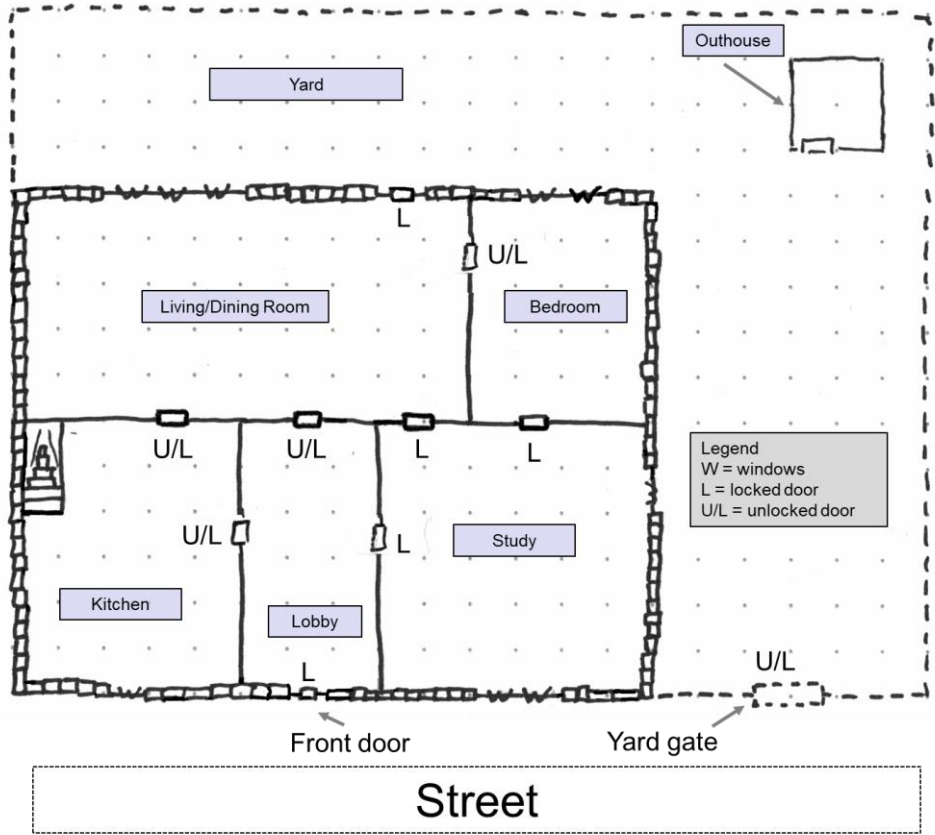 Outhouse
Yard
L
U/L
Living/Dining Room
Bedroom
U/L
U/L
L
L
Legend
W = windows
L = locked door
U/L = unlocked door
U/L
L
Study
Kitchen
Lobby
L
U/L
Front door
Yard gate
Street